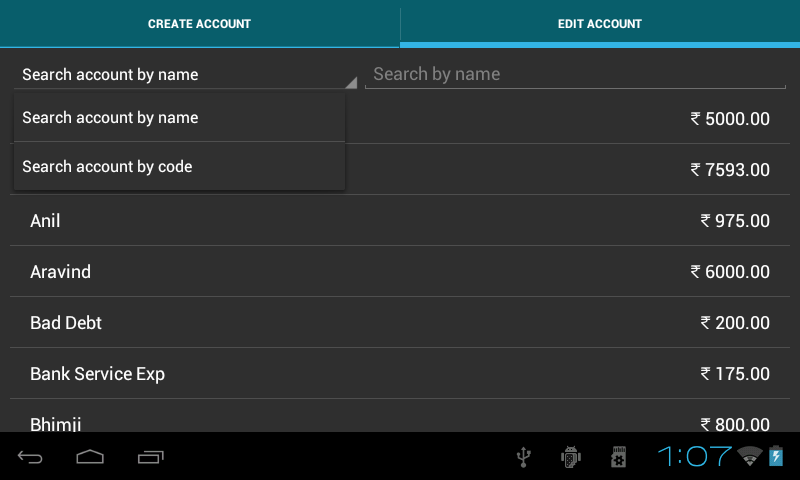 CREATE ACCOUNT EDIT ACCOUNT
Search account by name Search by name
Search account by name ₹ 5000.00
Search account by code ₹ 7593.00
Anil ₹ 975.00
Aravind ₹ 6000.00
Bad Debt ₹ 200.00
Bank Service Exp ₹ 175.00
Bhimji ₹ 800.00
1:07